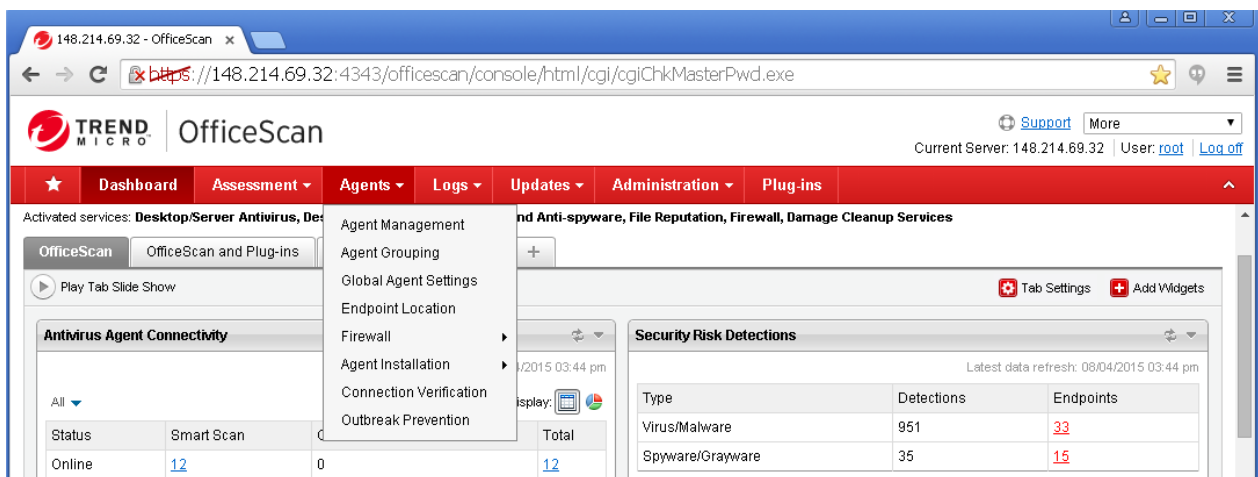 148.214.69.32 - OfficeScan
https://148.214.69.32:4343/officescan/console/html/cgi/cgiChkMasterPwd.exe
TREND MICRO OfficeScan
Support More
Current Server: 148.214.69.32 User: root Log off
Dashboard Assessment Agents Logs Updates Administration Plug-ins
Activated services: Desktop/Server Antivirus, nd Anti-spyware, File Reputation, Firewall, Damage Cleanup Services
OfficeScan OfficeScan and Plug-ins +
Play Tab Slide Show Tab Settings Add Widgets
Agent Management
Agent Grouping
Global Agent Settings
Endpoint Location
Firewall
Agent Installation
Connection Verification
Outbreak Prevention
Antivirus Agent Connectivity
/2015 03:44 pm
All isplay:
Status Smart Scan Total
Online 12 0 12
Security Risk Detections
Latest data refresh: 08/04/2015 03:44 pm
Type Detections Endpoints
Virus/Malware 951 33
Spyware/Grayware 35 15